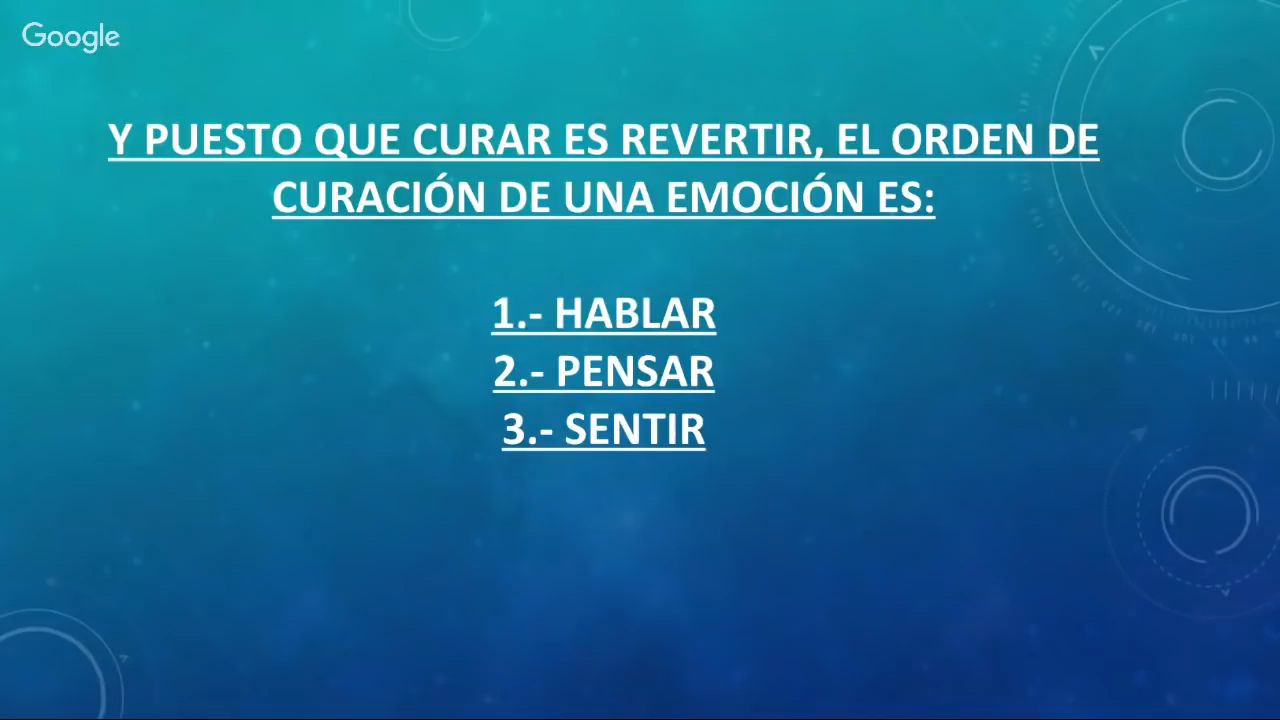 Google
Y PUESTO QUE CURAR ES REVERTIR, EL ORDEN DE
CURACIÓN DE UNA EMOCIÓN ES:
1.- HABLAR
2.- PENSAR
3.- SENTIR